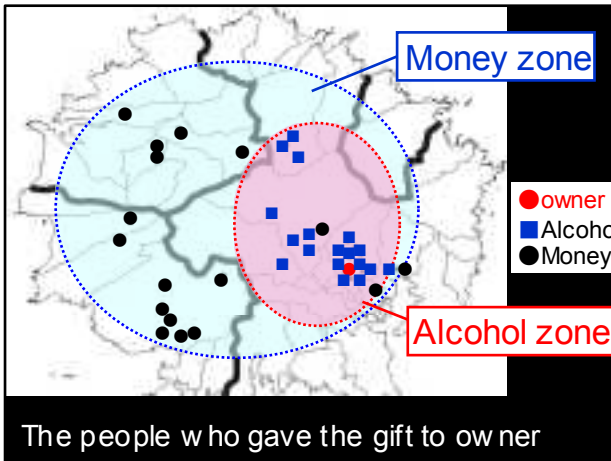 Money zone
owner
Alcoho
Money
Alcohol zone
The people who gave the gift to owner